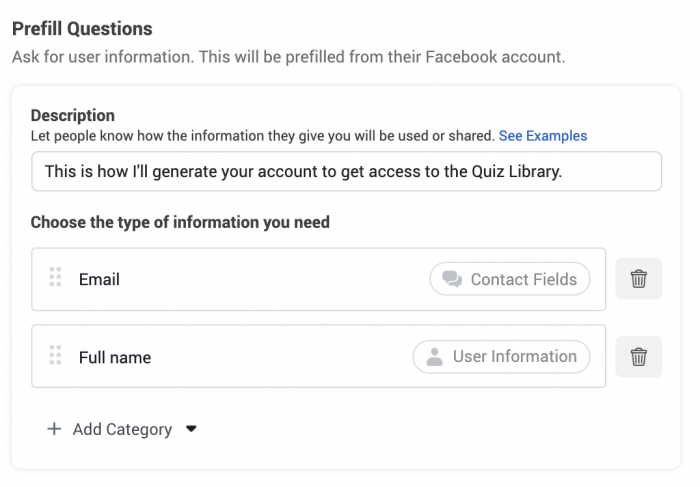 Prefill Questions
Ask for user information. This will be prefilled from their Facebook account.
Description
Let people know how the information they give you will be used or shared. See Examples
This is how I'll generate your account to get access to the Quiz Library.
Choose the type of information you need
Email Contact Fields
Full name User Information
+ Add Category